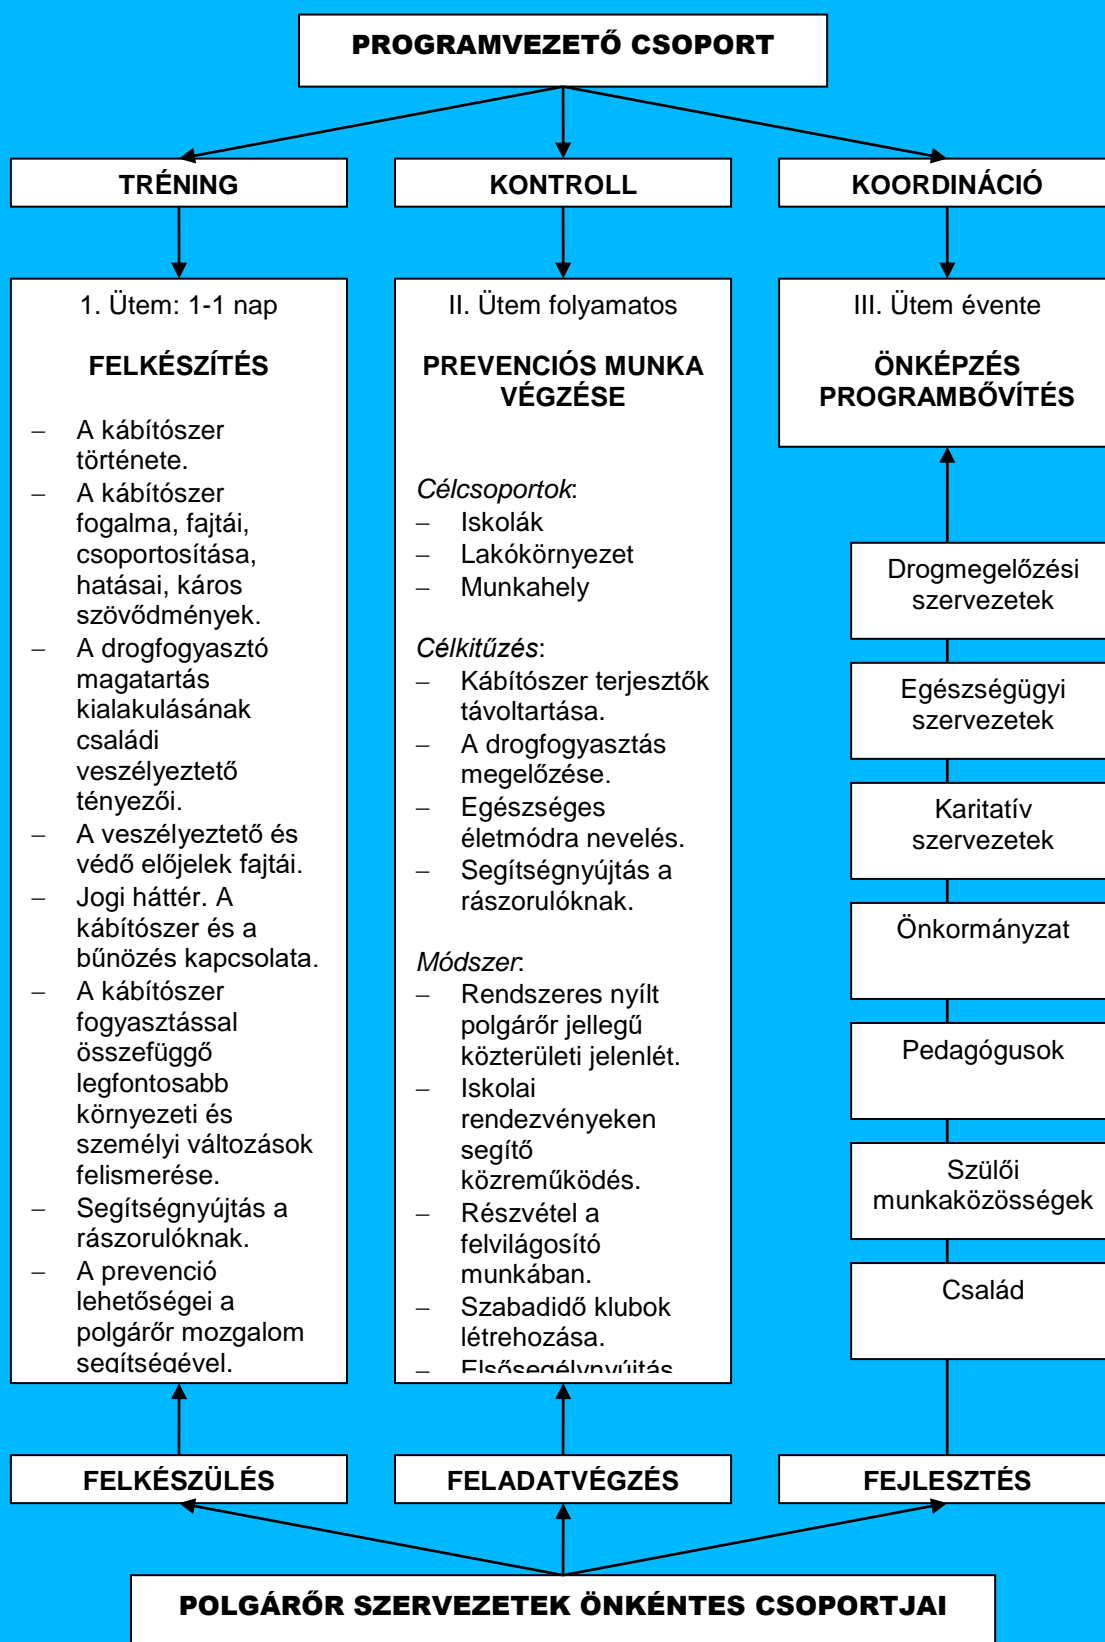 PROGRAMVEZETŐ CSOPORT
TRÉNING
KONTROLL
KOORDINÁCIÓ
1. Ütem: 1-1 nap
FELKÉSZÍTÉS
– A kábítószer
története.
– A kábítószer
fogalma, fajtái,
csoportosítása,
hatásai, káros
szövődmények.
– A drogfogyasztó
magatartás
kialakulásának
családi
veszélyeztető
tényezői.
– A veszélyeztető és
védő előjelek fajtái.
– Jogi háttér. A
kábítószer és a
bűnözés kapcsolata.
– A kábítószer
fogyasztással
összefüggő
legfontosabb
környezeti és
személyi változások
felismerése.
– Segítségnyújtás a
rászorulóknak.
– A prevenció
lehetőségei a
polgárőr mozgalom
segítségével.
II. Ütem folyamatos
PREVENCIÓS MUNKA
VÉGZÉSE
Célcsoportok:
– Iskolák
– Lakókörnyezet
– Munkahely
Célkitűzés:
– Kábítószer terjesztők
távoltartása.
– A drogfogyasztás
megelőzése.
– Egészséges
életmódra nevelés.
– Segítségnyújtás a
rászorulóknak.
Módszer:
– Rendszeres nyílt
polgárőr jellegű
közterületi jelenlét.
– Iskolai
rendezvényeken
segítő
közreműködés.
– Részvétel a
felvilágosító
munkában.
– Szabadidő klubok
létrehozása.
– Elsősegélynyújtás
III. Ütem évente
ÖNKÉPZÉS
PROGRAMBŐVÍTÉS
Drogmegelőzési
szervezetek
Egészségügyi
szervezetek
Karitatív
szervezetek
Önkormányzat
Pedagógusok
Szülői
munkaközösségek
Család
FELKÉSZÜLÉS
FELADATVÉGZÉS
FEJLESZTÉS
POLGÁRŐR SZERVEZETEK ÖNKÉNTES CSOPORTJAI